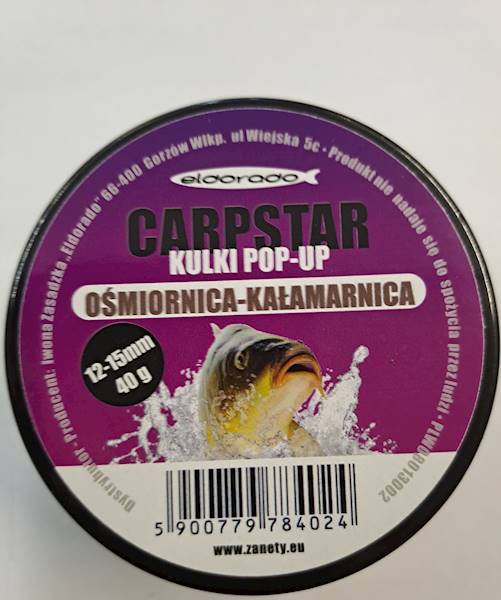 Dystrybutor Producent: Iwona Zasadzka „Eldorado" 66-400 Gorzów Wlkp. ul Wiejska 5c • Produkt nie nadaje się do spożycia przez ludzi • PLW08013002
eldorado
CARPSTAR
KULKI POP-UP
OŚMIORNICA-KAŁAMARNICA
12-15mm
40 g
5 900779 784024
www.zanety.eu